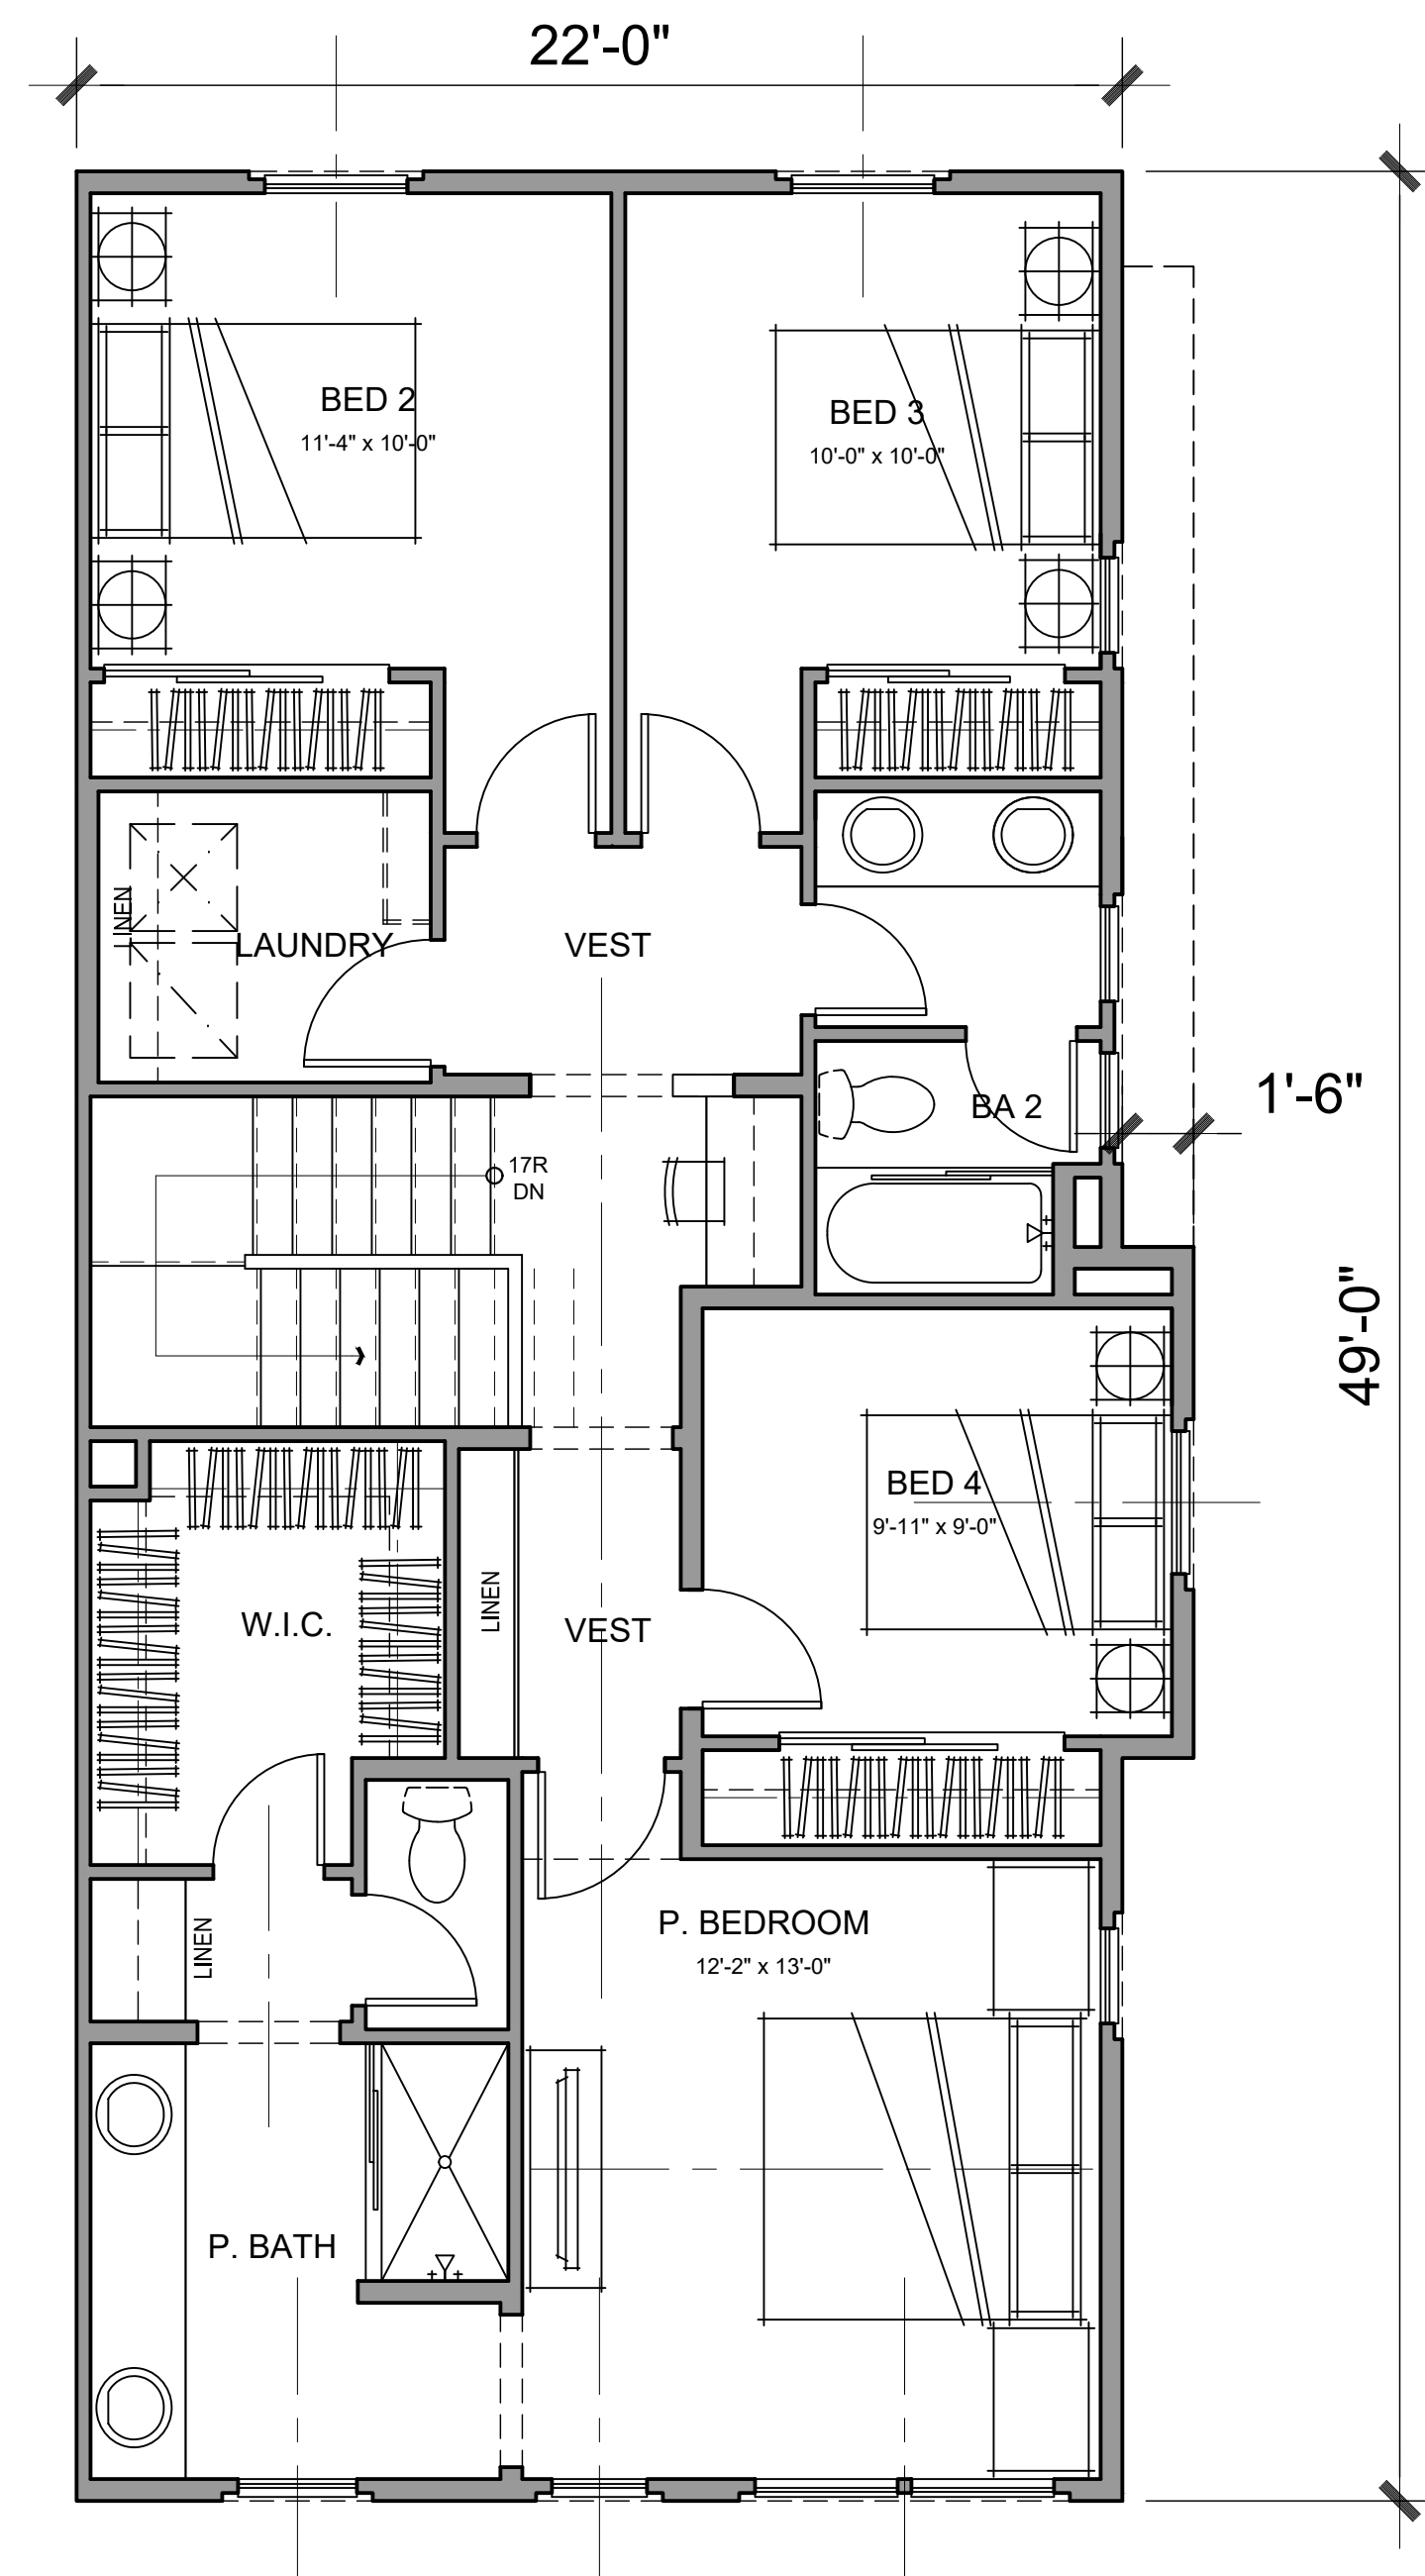 22'-0"
BED 2
11'-4" x 10'-0"
BED 3
10'-0" x 10'-0"
LINEN
LAUNDRY
VEST
1'-6"
BA 2
17R
DN
49'-0"
BED 4
9'-11" x 9'-0"
W.I.C.
LINEN
VEST
P. BEDROOM
12'-2" x 13'-0"
LINEN
P. BATH